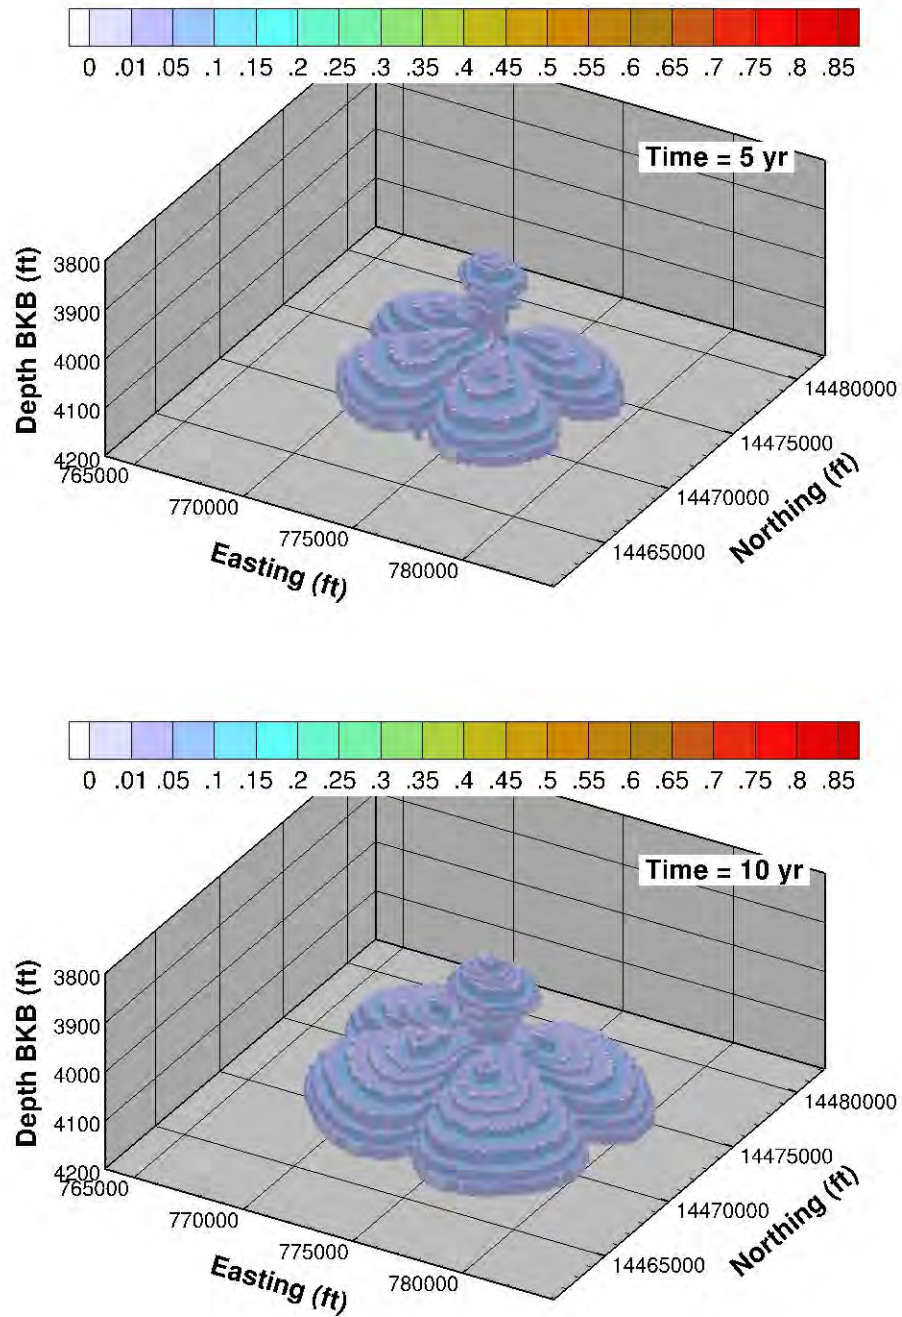 0 .01 .05 .1 .15 .2 .25 .3 .35 .4 .45 .5 .55 .6 .65 .7 .75 .8 .85
Time = 5 yr
Depth BKB (ft)
3800
3900
4000
4100
4200
765000
770000
775000
780000
Easting (ft)
14480000
14475000
14470000
14465000
Northing (ft)
0 .01 .05 .1 .15 .2 .25 .3 .35 .4 .45 .5 .55 .6 .65 .7 .75 .8 .85
Time = 10 yr
Depth BKB (ft)
3800
3900
4000
4100
4200
765000
770000
775000
780000
Easting (ft)
14480000
14475000
14470000
14465000
Northing (ft)